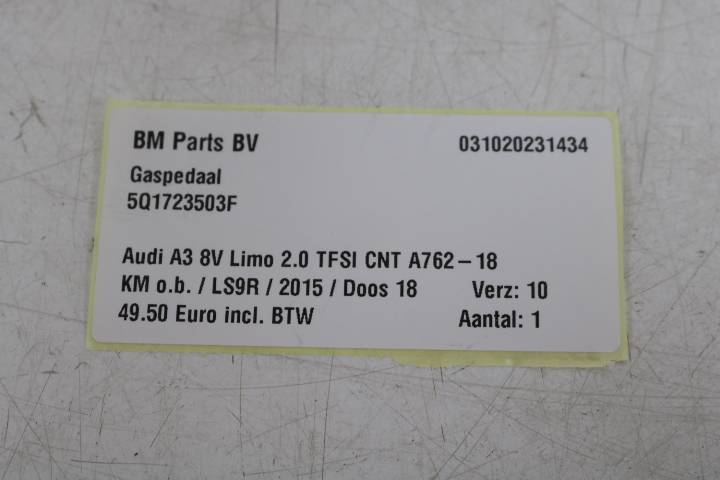 BM Parts BV 031020231434
Gaspedaal
5Q1723503F
Audi A3 8V Limo 2.0 TFSI CNT A762-18
KM o.b. / LS9R / 2015 / Doos 18 Verz: 10
49.50 Euro incl. BTW Aantal: 1